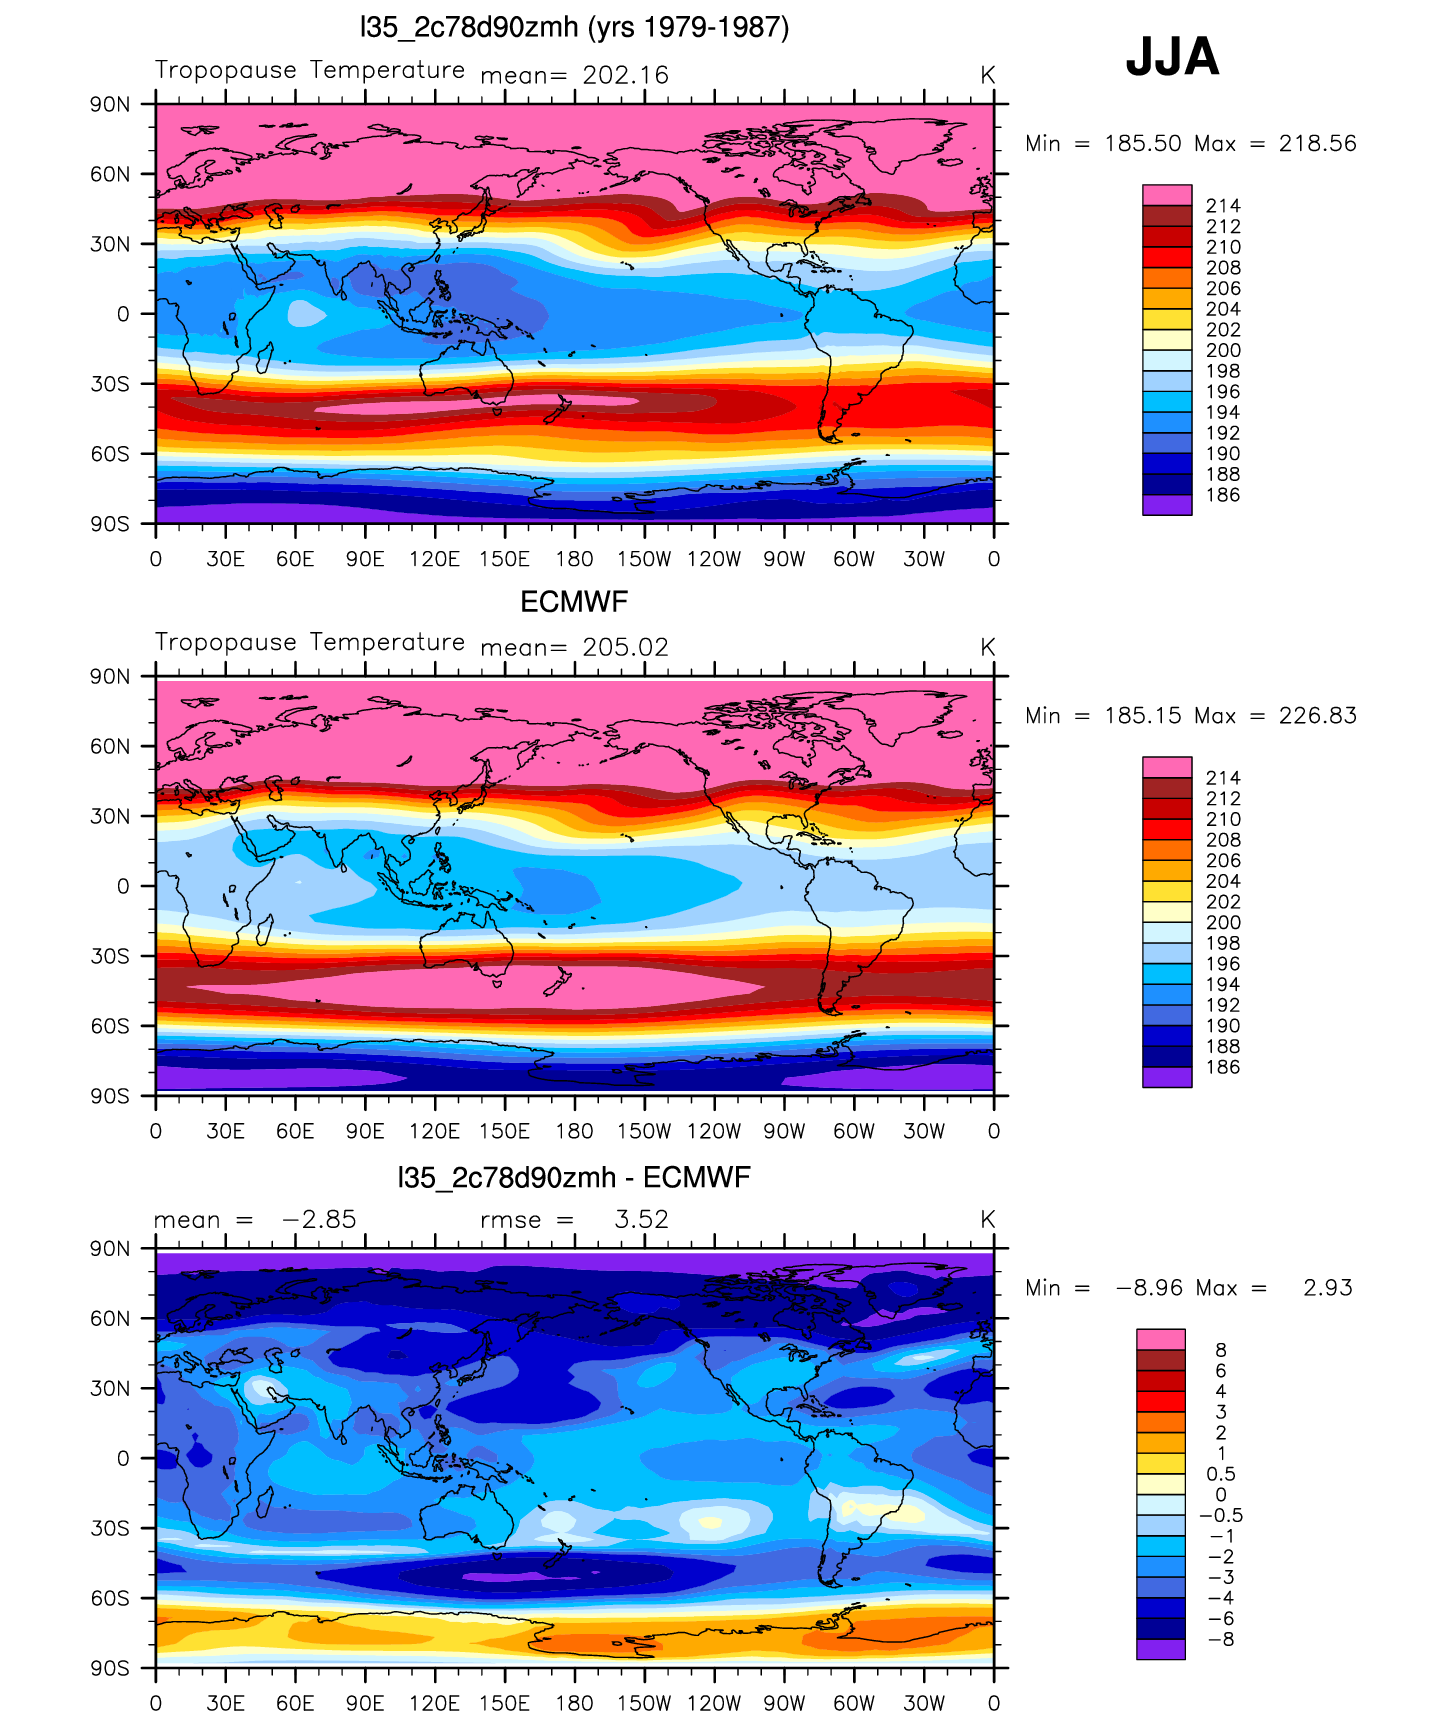 l35_2c78d90zmh (yrs 1979-1987)
JJA
Tropopause Temperature mean= 202.16 K
Min = 185.50 Max = 218.56
90N
60N
30N
0
30S
60S
90S
0 30E 60E 90E 120E 150E 180 150W 120W 90W 60W 30W 0
214
212
210
208
206
204
202
200
198
196
194
192
190
188
186
ECMWF
Tropopause Temperature mean= 205.02 K
Min = 185.15 Max = 226.83
90N
60N
30N
0
30S
60S
90S
0 30E 60E 90E 120E 150E 180 150W 120W 90W 60W 30W 0
214
212
210
208
206
204
202
200
198
196
194
192
190
188
186
l35_2c78d90zmh - ECMWF
mean = −2.85 rmse = 3.52 K
Min = −8.96 Max = 2.93
90N
60N
30N
0
30S
60S
90S
0 30E 60E 90E 120E 150E 180 150W 120W 90W 60W 30W 0
8
6
4
3
2
1
0.5
0
−0.5
−1
−2
−3
−4
−6
−8